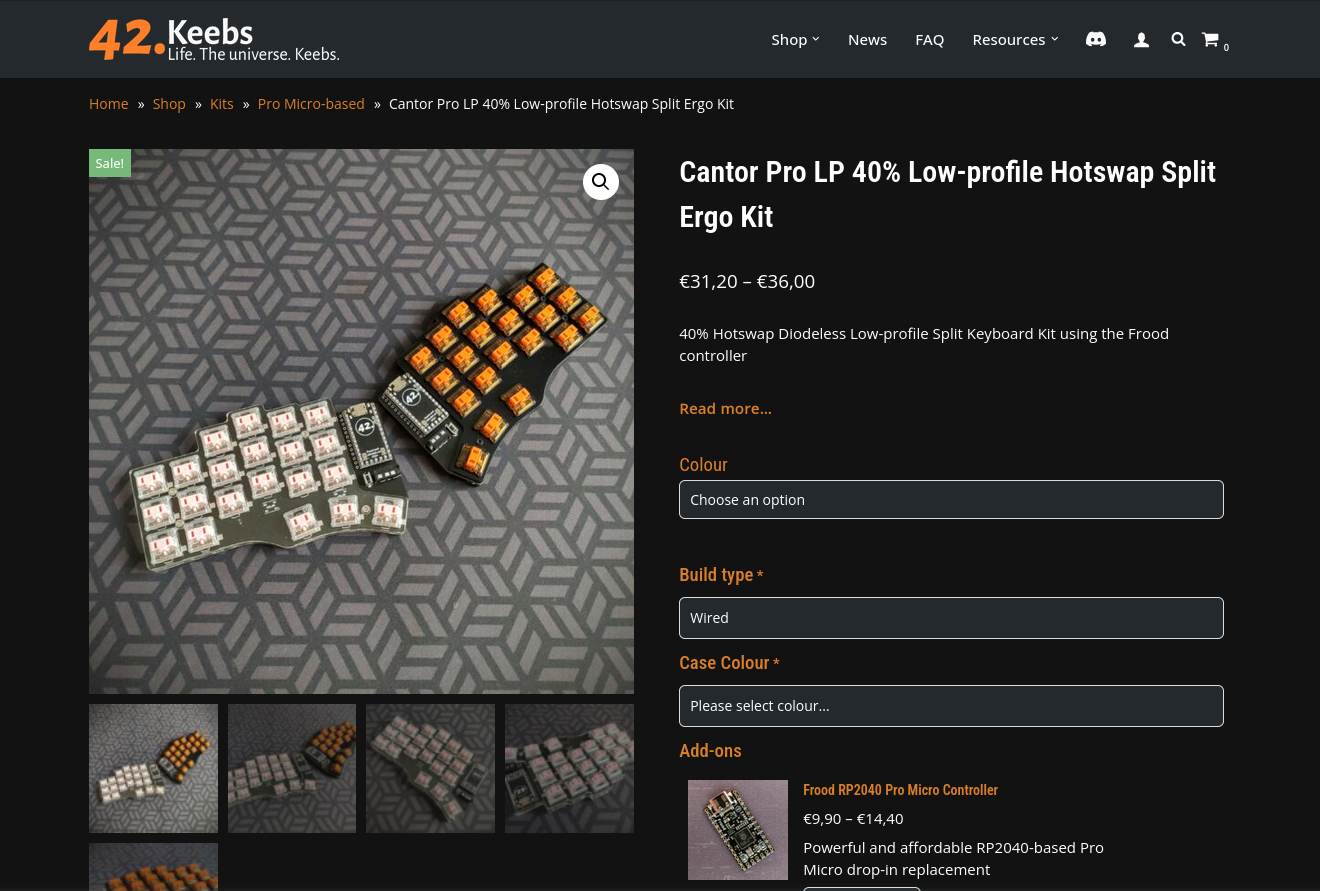 42.Keebs
Life. The universe. Keebs.
Shop
News
FAQ
Resources
0
Home » Shop » Kits » Pro Micro-based » Cantor Pro LP 40% Low-profile Hotswap Split Ergo Kit
Sale!
42.
42.
Cantor Pro LP 40% Low-profile Hotswap Split
Ergo Kit
€31,20 – €36,00
40% Hotswap Diodeless Low-profile Split Keyboard Kit using the Frood
controller
Read more...
Colour
Choose an option
Build type *
Wired
Case Colour *
Please select colour...
Add-ons
Frood RP2040 Pro Micro Controller
€9,90 – €14,40
Powerful and affordable RP2040-based Pro
Micro drop-in replacement